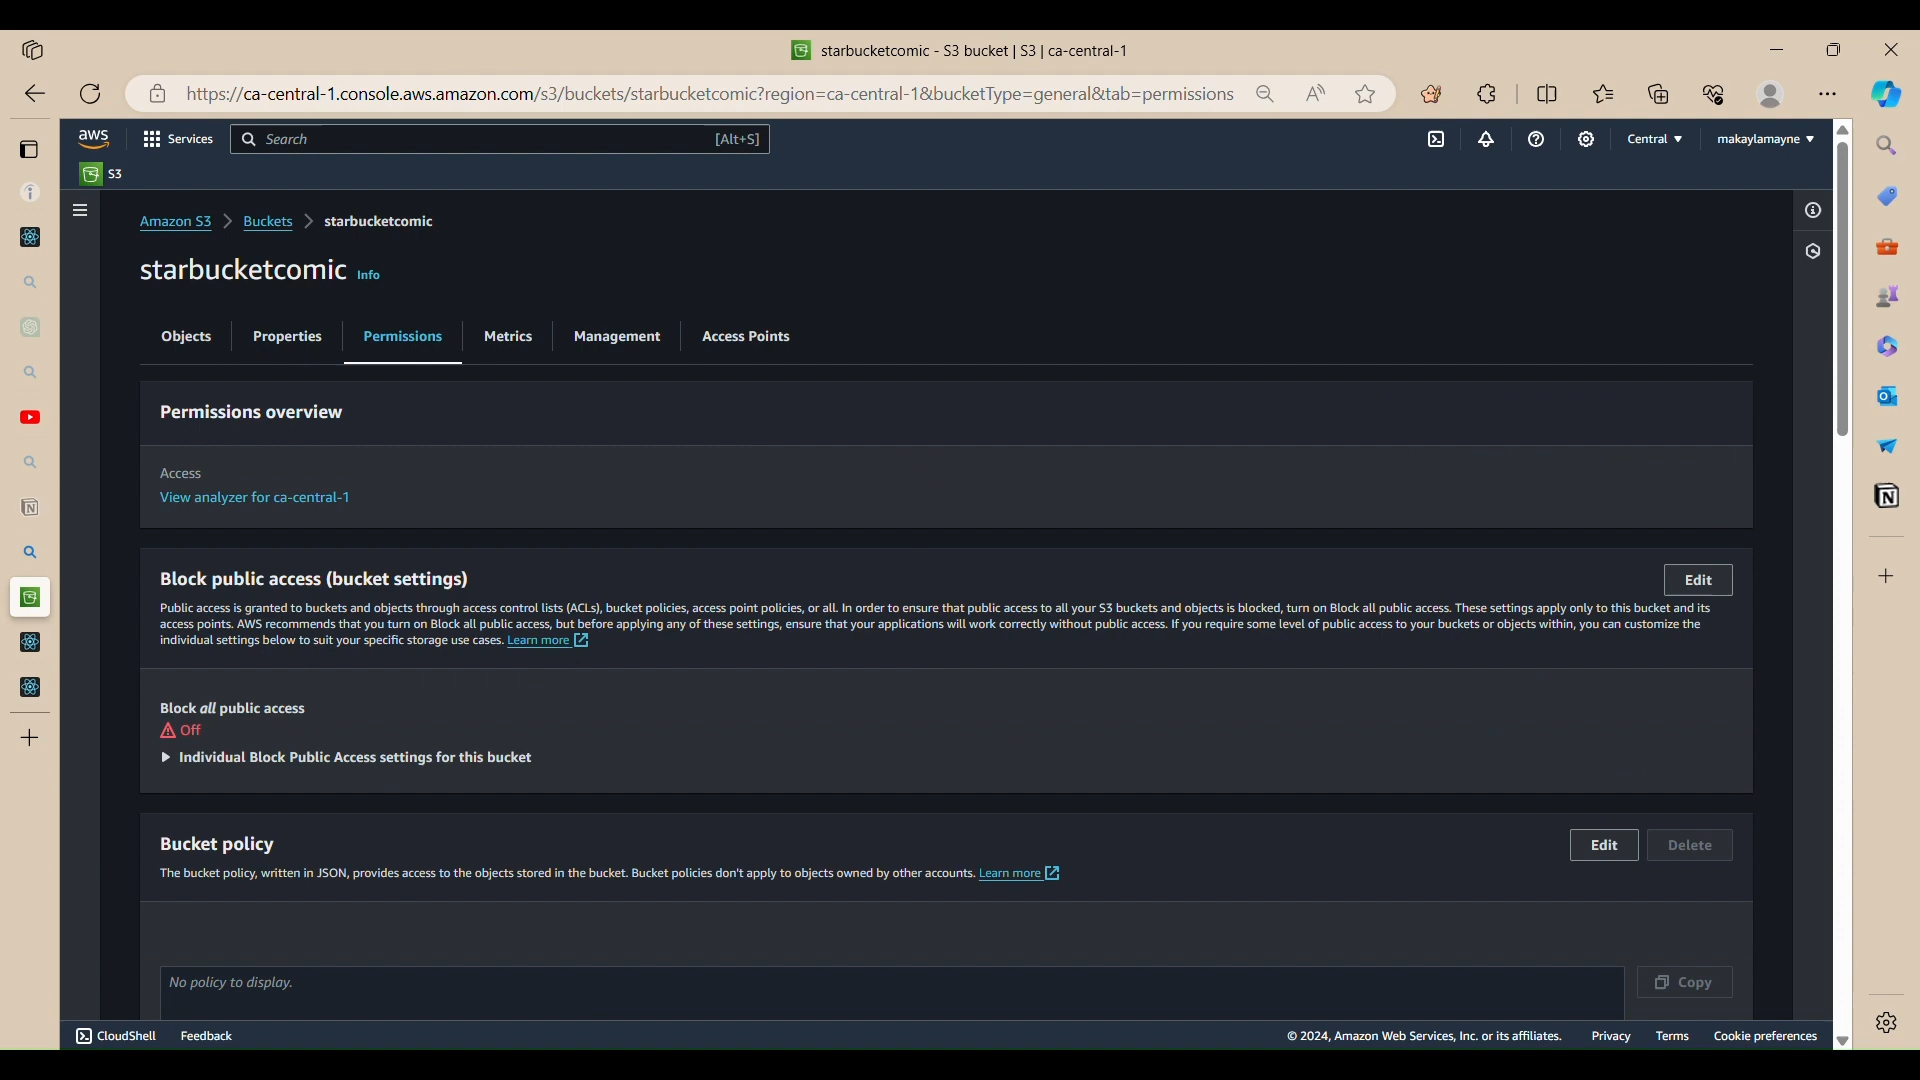 starbucketcomic - S3 bucket | S3 | ca-central-1
https://ca-central-1.console.aws.amazon.com/s3/buckets/starbucketcomic?region=ca-central-1&bucketType=general&tab=permissions
aws
Services
Search
[Alt+S]
Central
makaylamayne
S3
Amazon S3 > Buckets > starbucketcomic
starbucketcomic Info
Objects
Properties
Permissions
Metrics
Management
Access Points
Permissions overview
Access
View analyzer for ca-central-1
Block public access (bucket settings)
Edit
Public access is granted to buckets and objects through access control lists (ACLs), bucket policies, access point policies, or all. In order to ensure that public access to all your S3 buckets and objects is blocked, turn on Block all public access. These settings apply only to this bucket and its
access points. AWS recommends that you turn on Block all public access, but before applying any of these settings, ensure that your applications will work correctly without public access. If you require some level of public access to your buckets or objects within, you can customize the
individual settings below to suit your specific storage use cases. Learn more
Block all public access
Off
Individual Block Public Access settings for this bucket
Bucket policy
Edit
Delete
The bucket policy, written in JSON, provides access to the objects stored in the bucket. Bucket policies don't apply to objects owned by other accounts. Learn more
No policy to display.
Copy
CloudShell
Feedback
© 2024, Amazon Web Services, Inc. or its affiliates.
Privacy
Terms
Cookie preferences